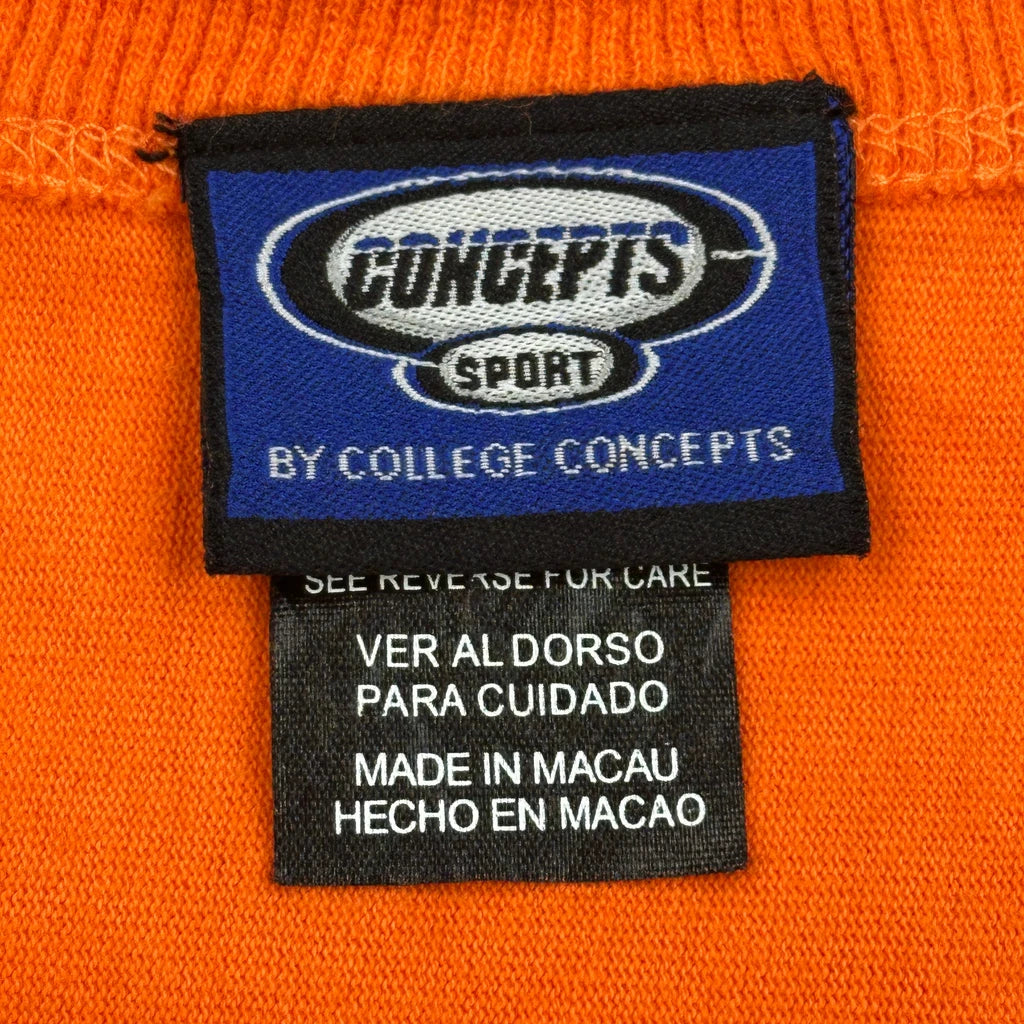 CONCEPTS
SPORT
BY COLLEGE CONCEPTS
SEE REVERSE FOR CARE
VER AL DORSO
PARA CUIDADO
MADE IN MACAU
HECHO EN MACAO